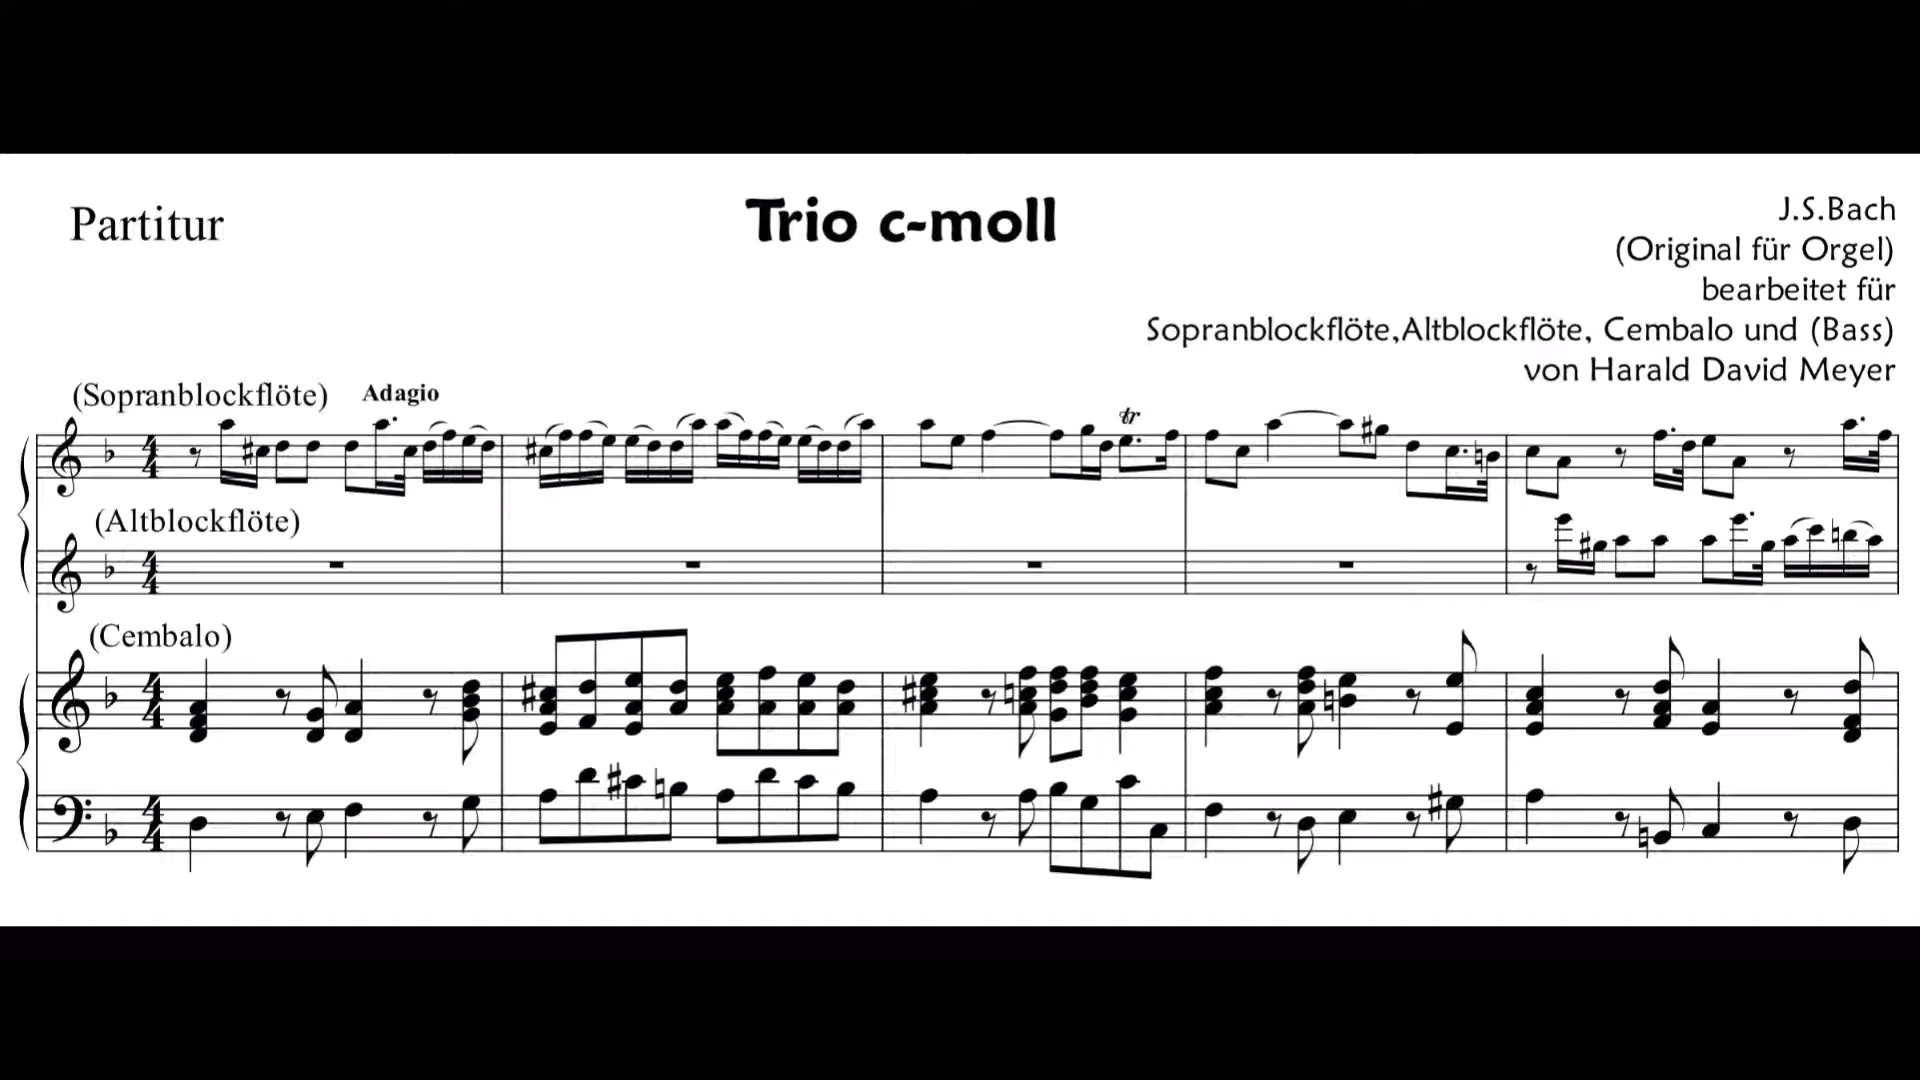 Partitur
Trio c-moll
J.S.Bach
(Original für Orgel)
bearbeitet für
Sopranblockflöte,Altblockflöte, Cembalo und (Bass)
von Harald David Meyer
(Sopranblockflöte) Adagio
tr
(Altblockflöte)
(Cembalo)